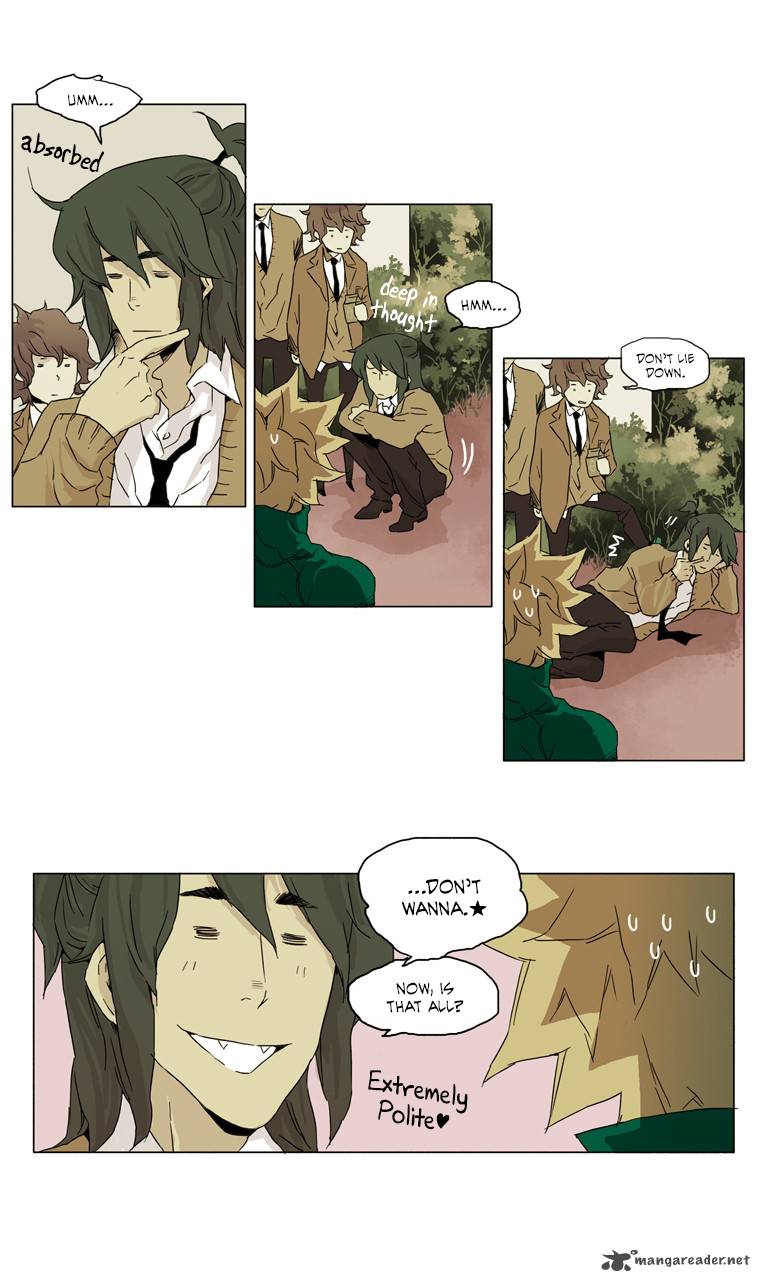 UMM...
absorbed
deep in
thought
HMM...
DON'T LIE
DOWN.
...DON'T
WANNA.★
NOW, IS
THAT ALL?
Extremely
Polite♥
mangareader.net